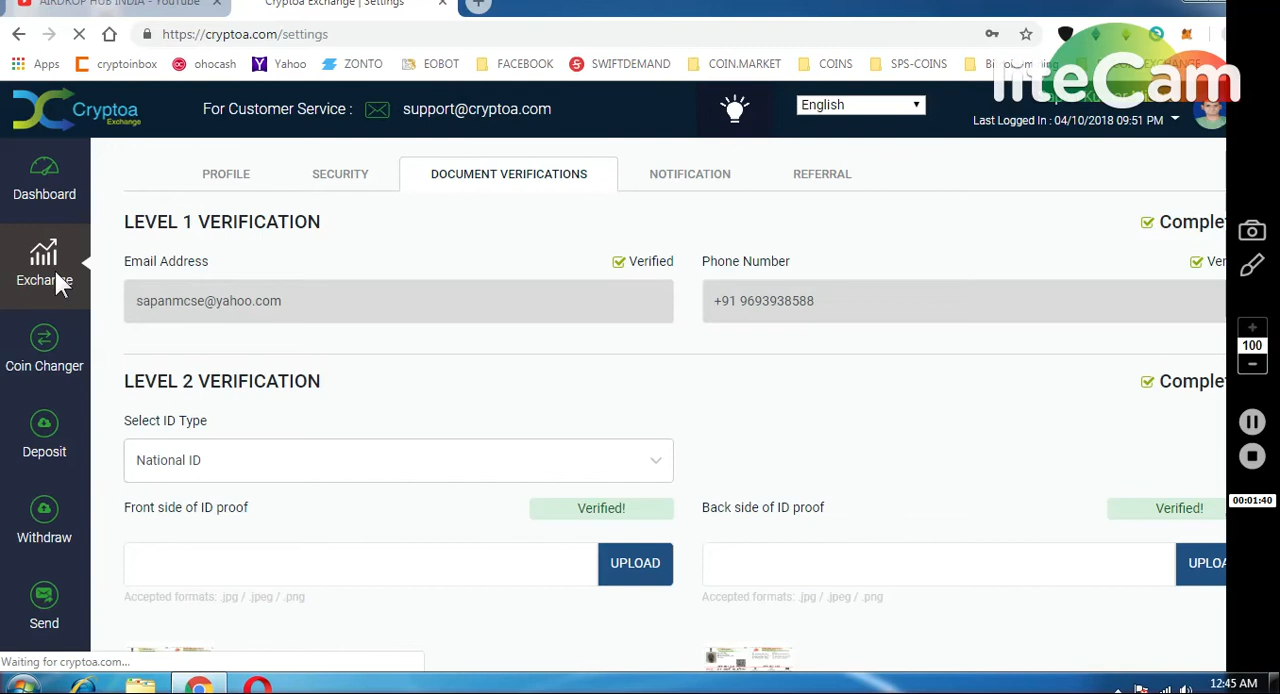 AIRDROP HUB INDIA - YouTube
Cryptoa Exchange | Settings
https://cryptoa.com/settings
Apps cryptoinbox ohocash Yahoo ZONTO EOBOT FACEBOOK SWIFTDEMAND COIN.MARKET COINS SPS-COINS
liteCam
Cryptoa
Exchange
For Customer Service : support@cryptoa.com
English
Last Logged In : 04/10/2018 09:51 PM
Dashboard
Exchange
Coin Changer
Deposit
Withdraw
Send
PROFILE SECURITY DOCUMENT VERIFICATIONS NOTIFICATION REFERRAL
LEVEL 1 VERIFICATION Complet
Email Address Verified Phone Number Ver
sapanmcse@yahoo.com +91 9693938588
LEVEL 2 VERIFICATION Complet
Select ID Type
National ID
Front side of ID proof Verified! Back side of ID proof Verified!
UPLOAD UPLOA
Accepted formats: .jpg / .jpeg / .png Accepted formats: .jpg / .jpeg / .png
Waiting for cryptoa.com...
100
00:01:40
12:45 AM